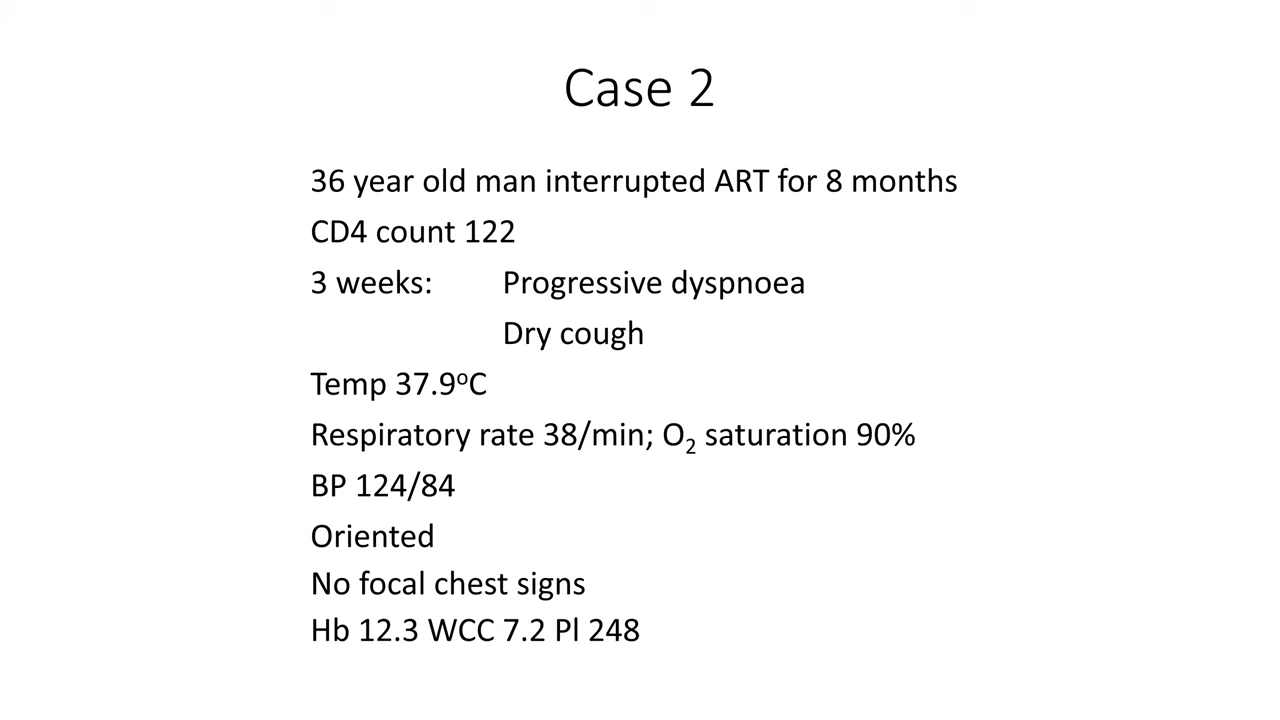 Case 2
36 year old man interrupted ART for 8 months
CD4 count 122
3 weeks: Progressive dyspnoea
Dry cough
Temp 37.9°C
Respiratory rate 38/min; O₂ saturation 90%
BP 124/84
Oriented
No focal chest signs
Hb 12.3 WCC 7.2 Pl 248